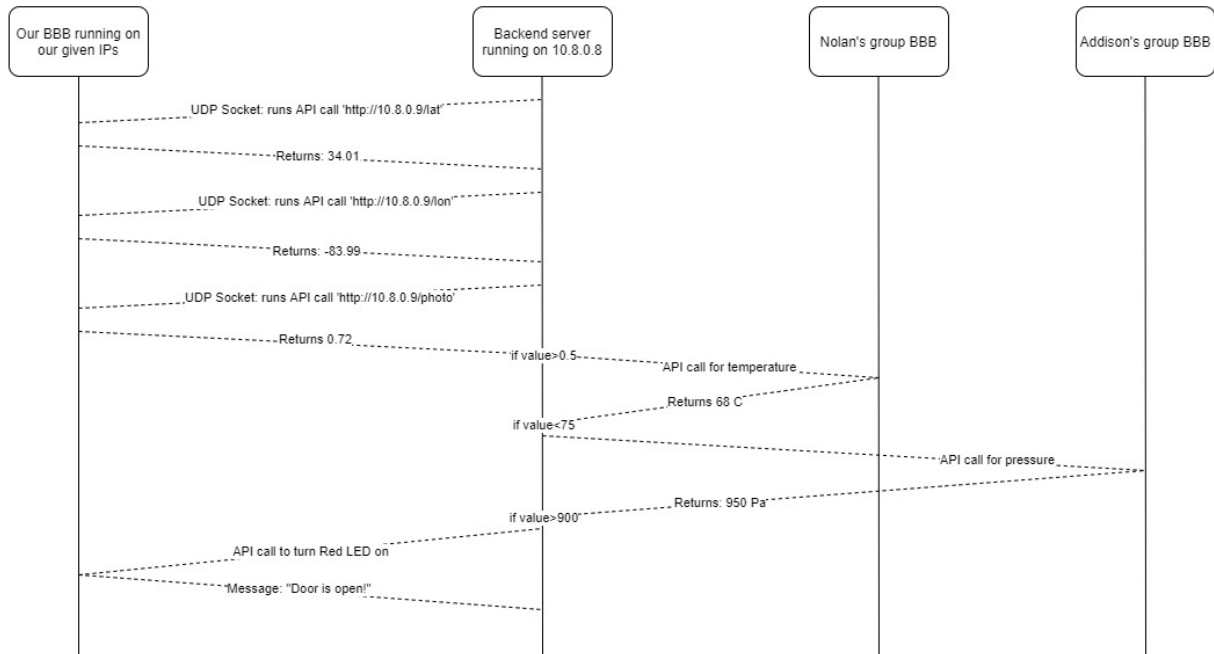 Our BBB running on
our given IPs
Backend server
running on 10.8.0.8
Nolan's group BBB
Addison's group BBB
UDP Socket: runs API call 'http://10.8.0.9/lat'
Returns: 34.01
UDP Socket: runs API call 'http://10.8.0.9/lon'
Returns: -83.99
UDP Socket: runs API call 'http://10.8.0.9/photo'
Returns 0.72
if value>0.5
API call for temperature
Returns 68 C
if value<75
API call for pressure
Returns: 950 Pa
if value>900
API call to turn Red LED on
Message: "Door is open!"